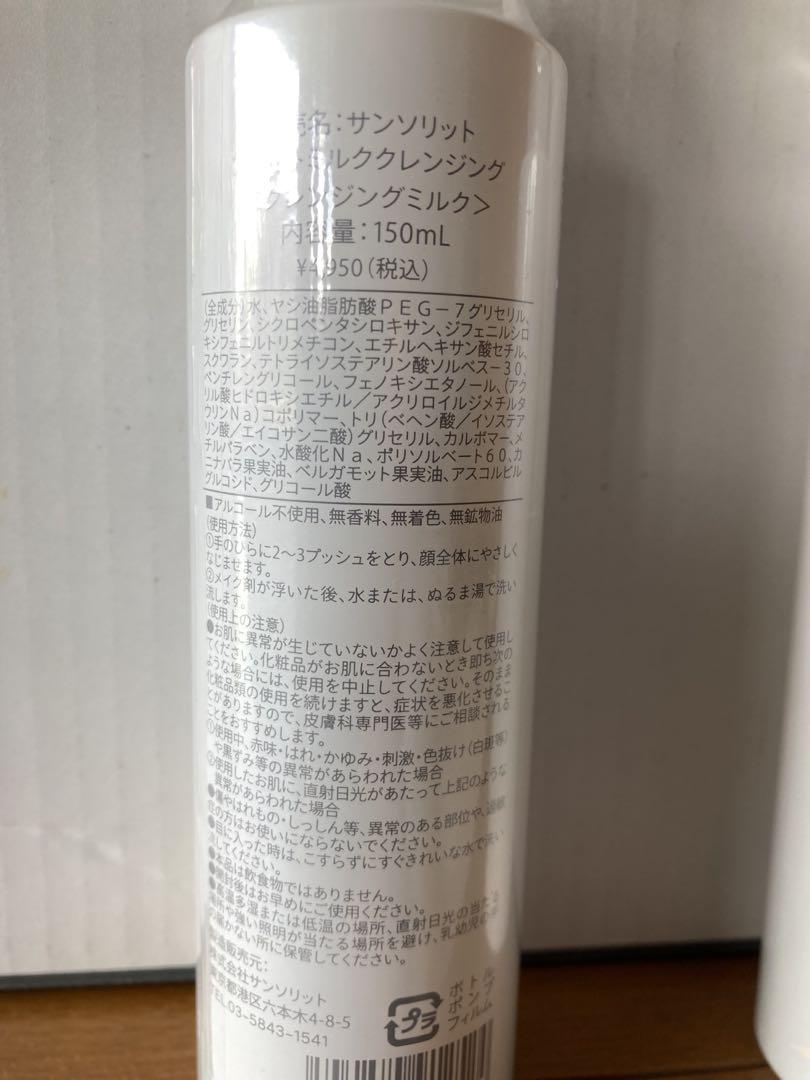 売名：サンソリット
トミルククレンジング
クレンジングミルク＞
内容量：150mL
¥4,950（税込）
（全成分）水、ヤシ油脂肪酸ＰＥＧ－７グリセリル、
グリセリン、シクロペンタシロキサン、ジフェニルシロ
キシフェニルトリメチコン、エチルヘキサン酸セチル、
スクワラン、テトライソステアリン酸ソルベス－３０、
ペンチレングリコール、フェノキシエタノール、（アク
リル酸ヒドロキシエチル／アクリロイルジメチルタ
ウリンＮａ）コポリマー、トリ（ベヘン酸／イソステア
リン酸／エイコサン二酸）グリセリル、カルボマー、メ
チルパラベン、水酸化Ｎａ、ポリソルベート６０、カ
ニナバラ果実油、ベルガモット果実油、アスコルビル
グルコシド、グリコール酸
■アルコール不使用、無香料、無着色、無鉱物油
（使用方法）
①手のひらに2～3プッシュをとり、顔全体にやさしく
なじませます。
②メイク剤が浮いた後、水または、ぬるま湯で洗い
流します。
（使用上の注意）
●お肌に異常が生じていないかよく注意して使用し
てください。化粧品がお肌に合わないとき即ち次の
ような場合には、使用を中止してください。そのまま
化粧品類の使用を続けますと、症状を悪化させるこ
とがありますので、皮膚科専門医等にご相談される
ことをおすすめします。
①使用中、赤味・はれ・かゆみ・刺激・色抜け（白斑等）
や黒ずみ等の異常があらわれた場合
②使用したお肌に、直射日光があたって上記のような
異常があらわれた場合
●傷やはれもの・しっしん等、異常のある部位や、過敏
症の方はお使いにならないでください。
●目に入った時は、こすらずにすぐきれいな水で洗い
流してください。
●本品は飲食物ではありません。
●開封後はお早めにご使用ください。
●高温多湿または低温の場所、直射日光の当たる
場所や強い照明が当たる場所を避け、乳幼児の手
の届かない所に保管してください。
販売元：
株式会社サンソリット
東京都港区六本木4-8-5
TEL.03-5843-1541
プラ
ボトル
ポンプ
フィルム